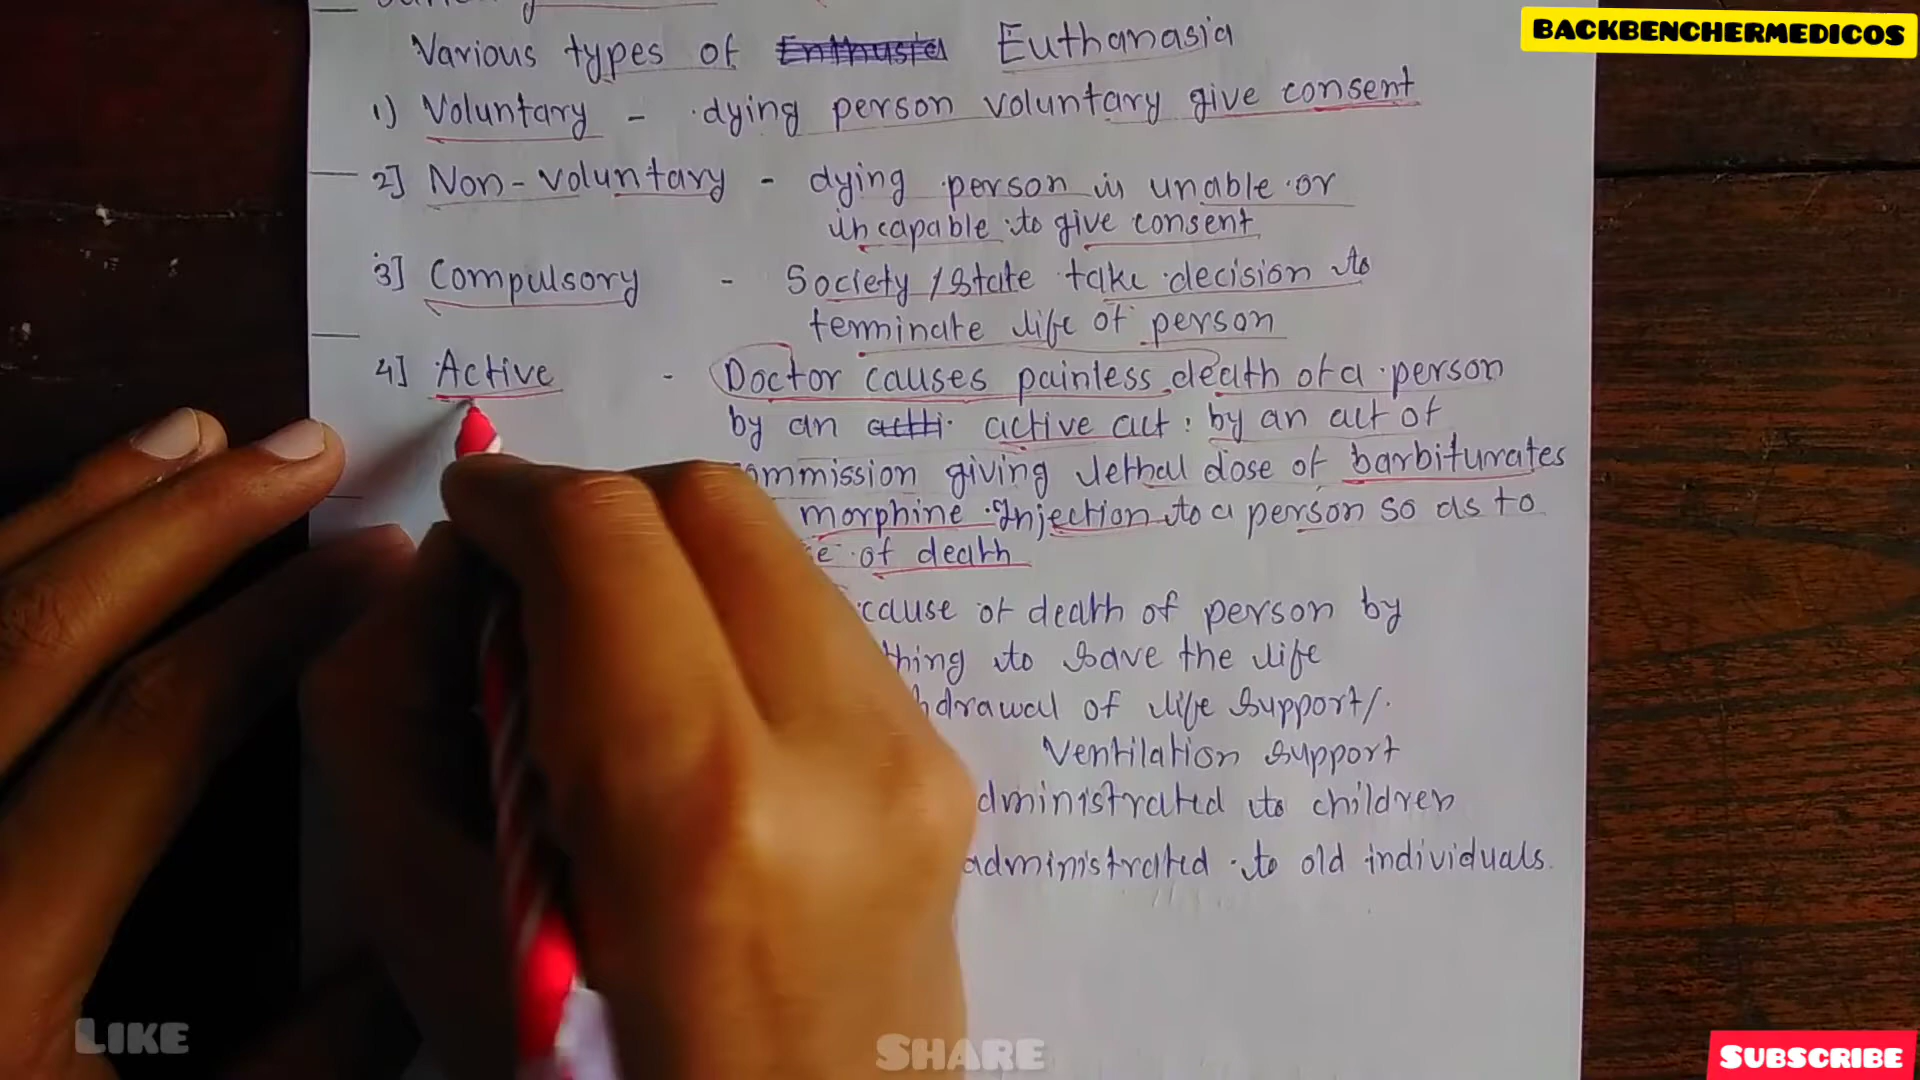 BACKBENCHERMEDICOS
Various types of Euthanasia
1) Voluntary - dying person voluntary give consent
2] Non-voluntary - dying person is unable or
incapable to give consent
3] Compulsory - Society / State take decision to
terminate life of person
4] Active - Doctor causes painless death of a person
by an active act : by an act of
ommission giving lethal dose of barbiturates
morphine Injection to a person so as to
e of death
cause of death of person by
thing to save the life
hdrawal of life support/
Ventilation support
dministrated to children
administrated to old individuals.
LIKE
SHARE
SUBSCRIBE